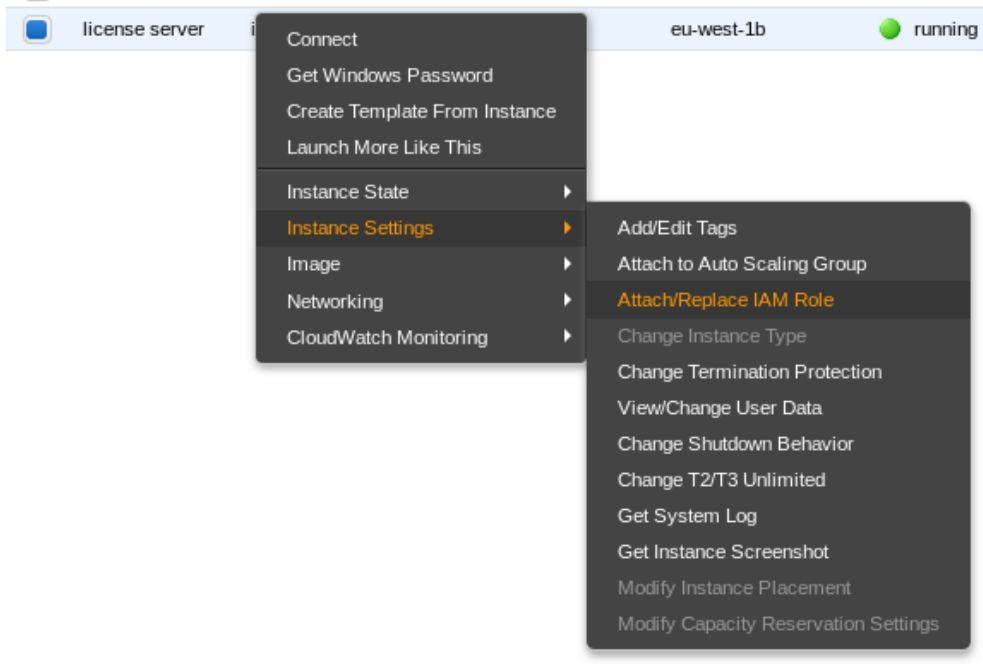 license server
eu-west-1b
running
Connect
Get Windows Password
Create Template From Instance
Launch More Like This
Instance State
Instance Settings
Image
Networking
CloudWatch Monitoring
Add/Edit Tags
Attach to Auto Scaling Group
Attach/Replace IAM Role
Change Instance Type
Change Termination Protection
View/Change User Data
Change Shutdown Behavior
Change T2/T3 Unlimited
Get System Log
Get Instance Screenshot
Modify Instance Placement
Modify Capacity Reservation Settings